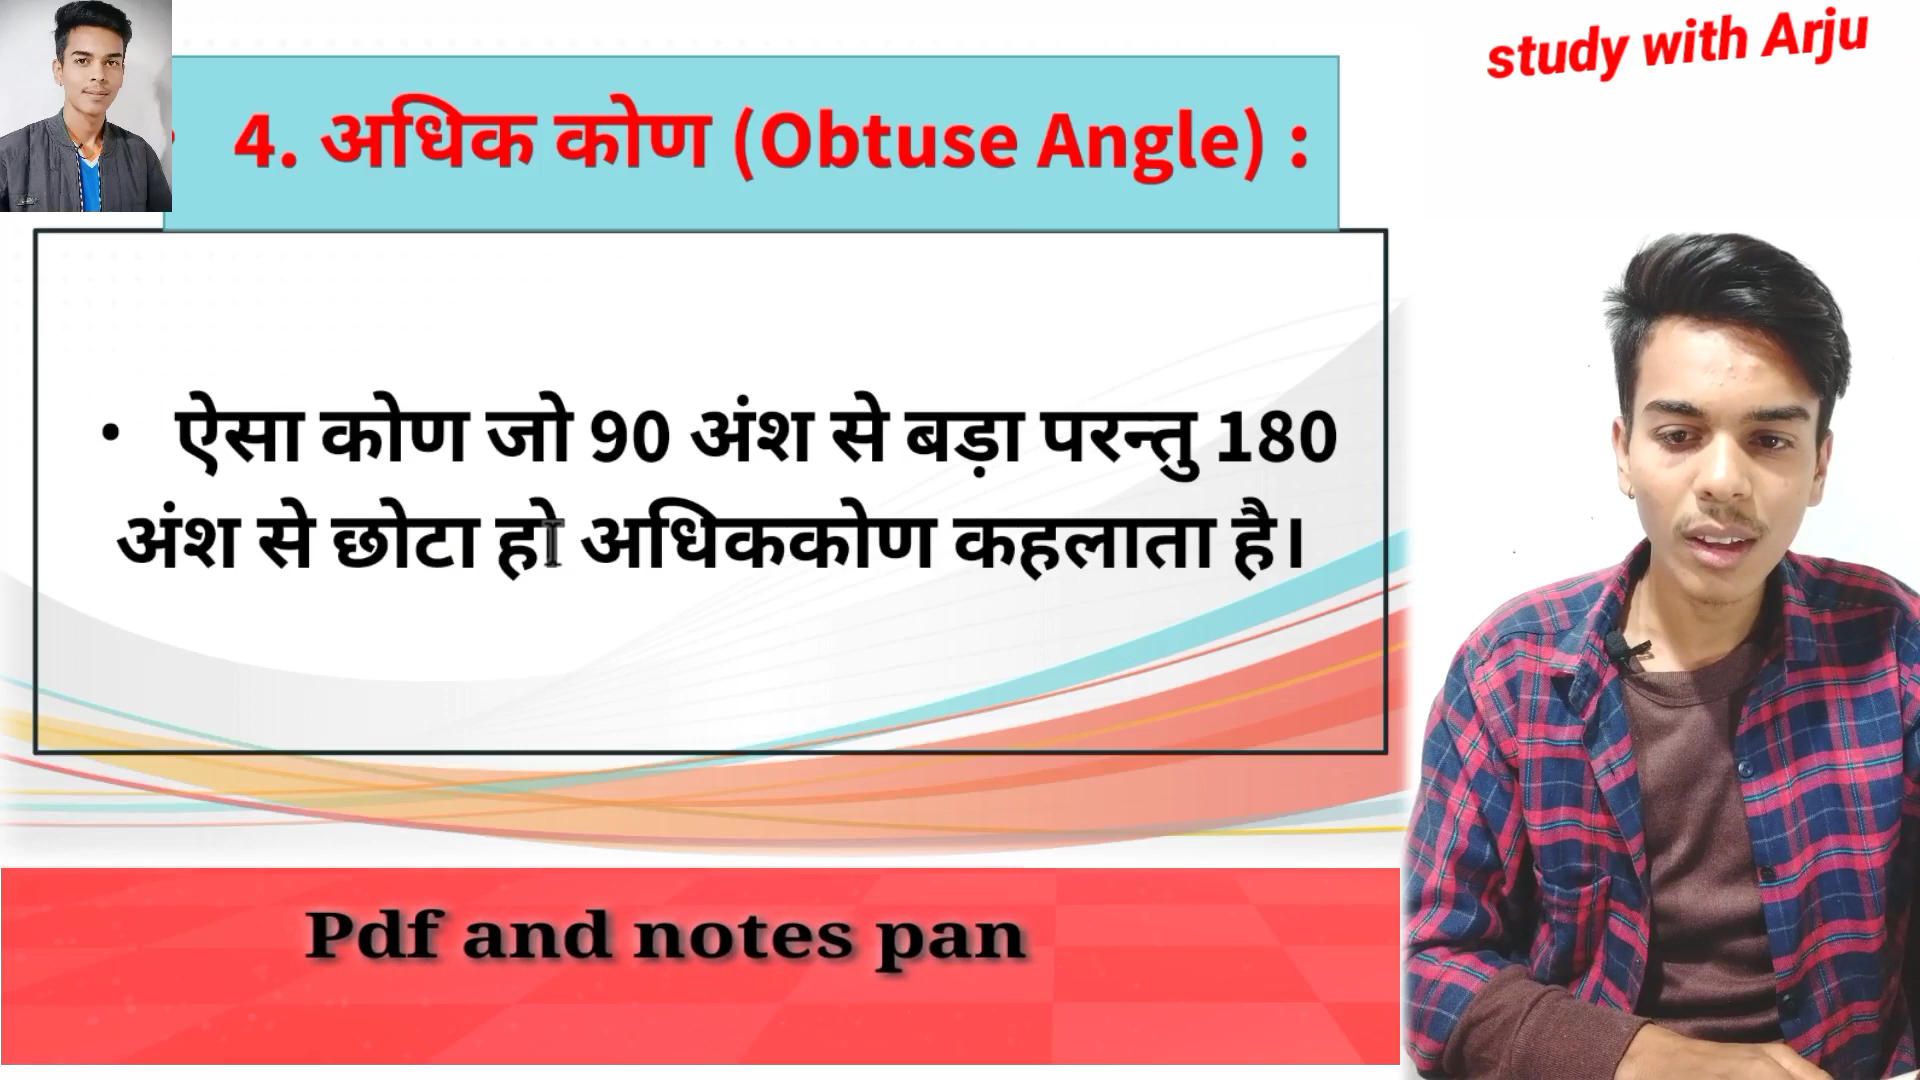 study with Arju
4. अधिक कोण (Obtuse Angle) :
• ऐसा कोण जो 90 अंश से बड़ा परन्तु 180
अंश से छोटा हो अधिककोण कहलाता है।
Pdf and notes pan